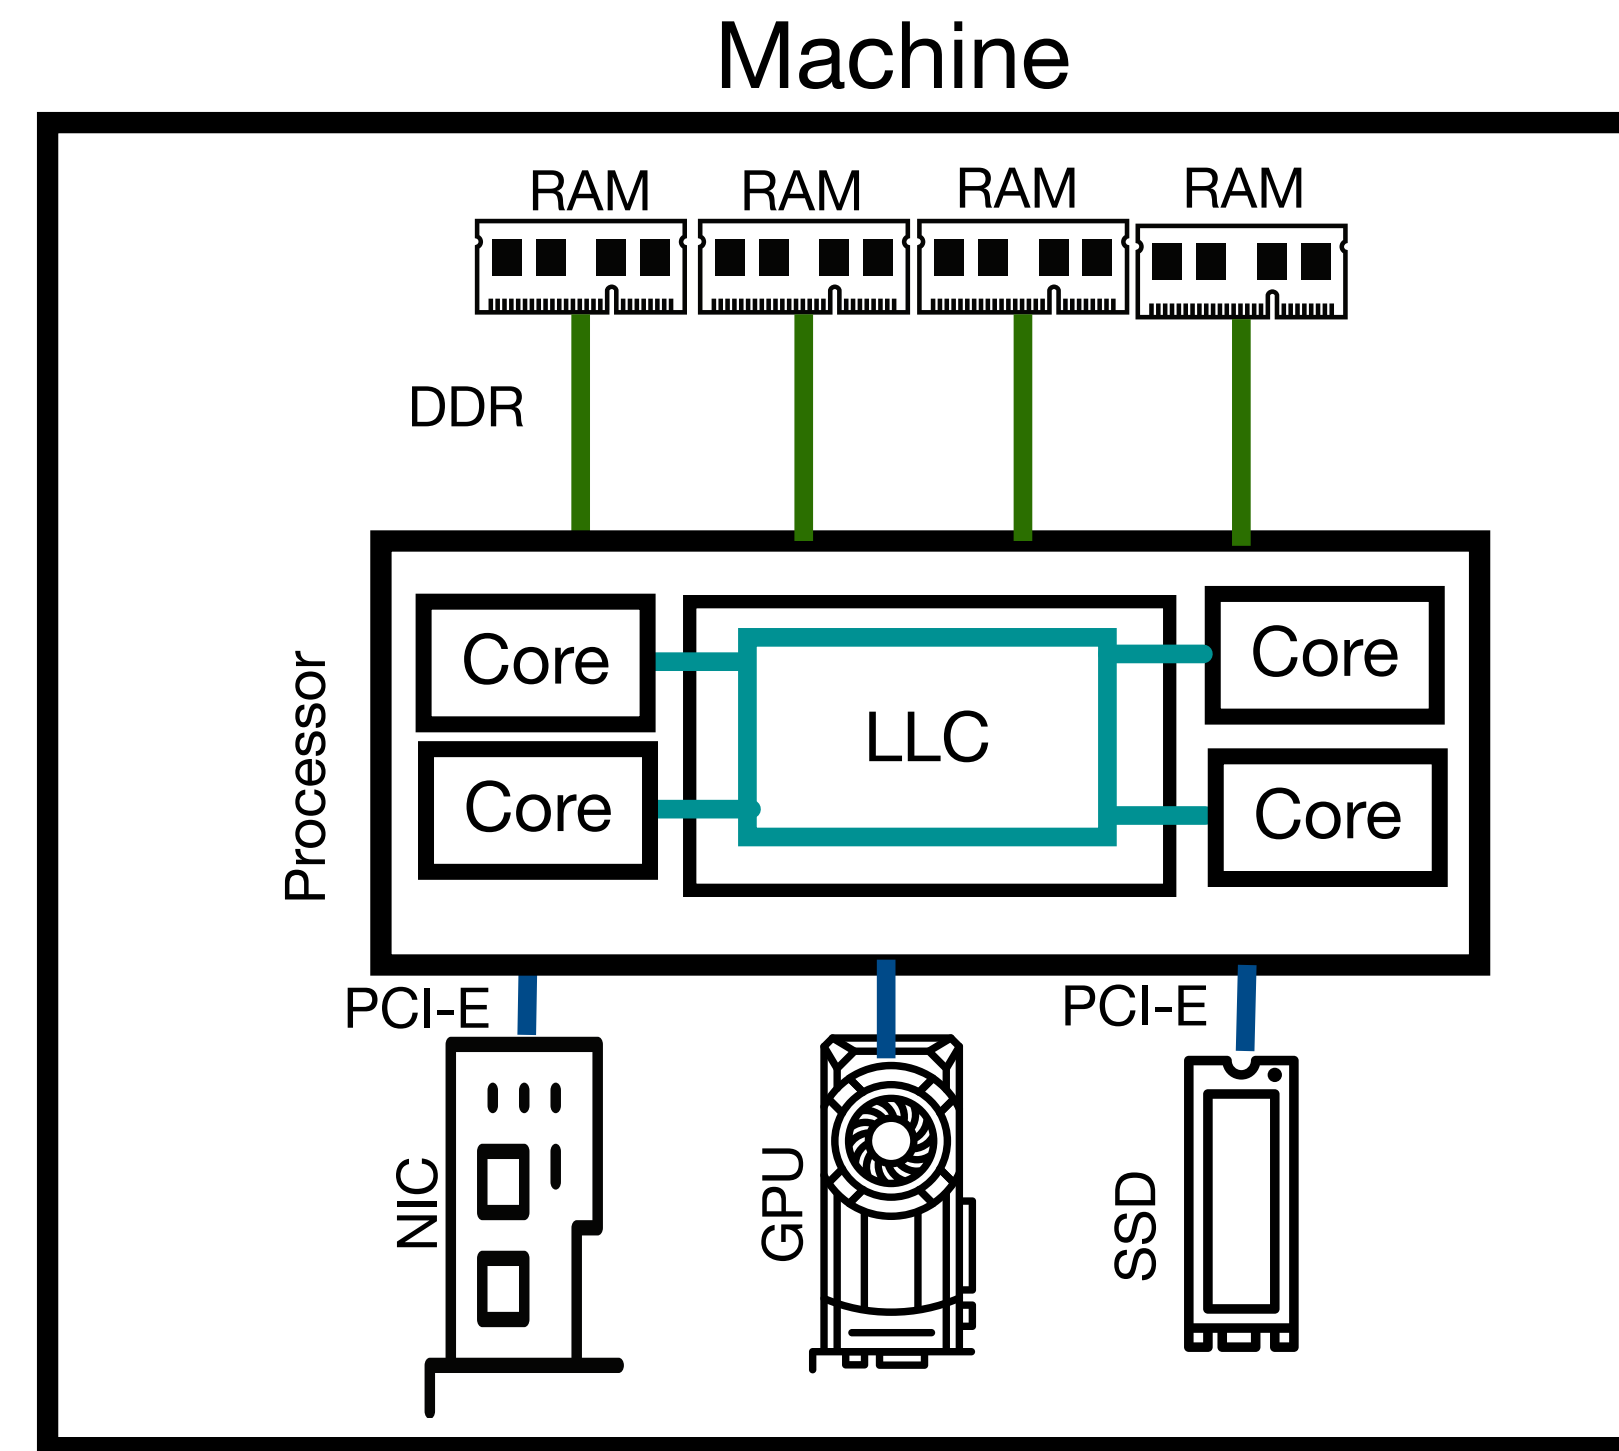 Machine
RAM
RAM
RAM
RAM
DDR
Processor
Core
Core
LLC
Core
Core
PCI-E
PCI-E
NIC
GPU
SSD